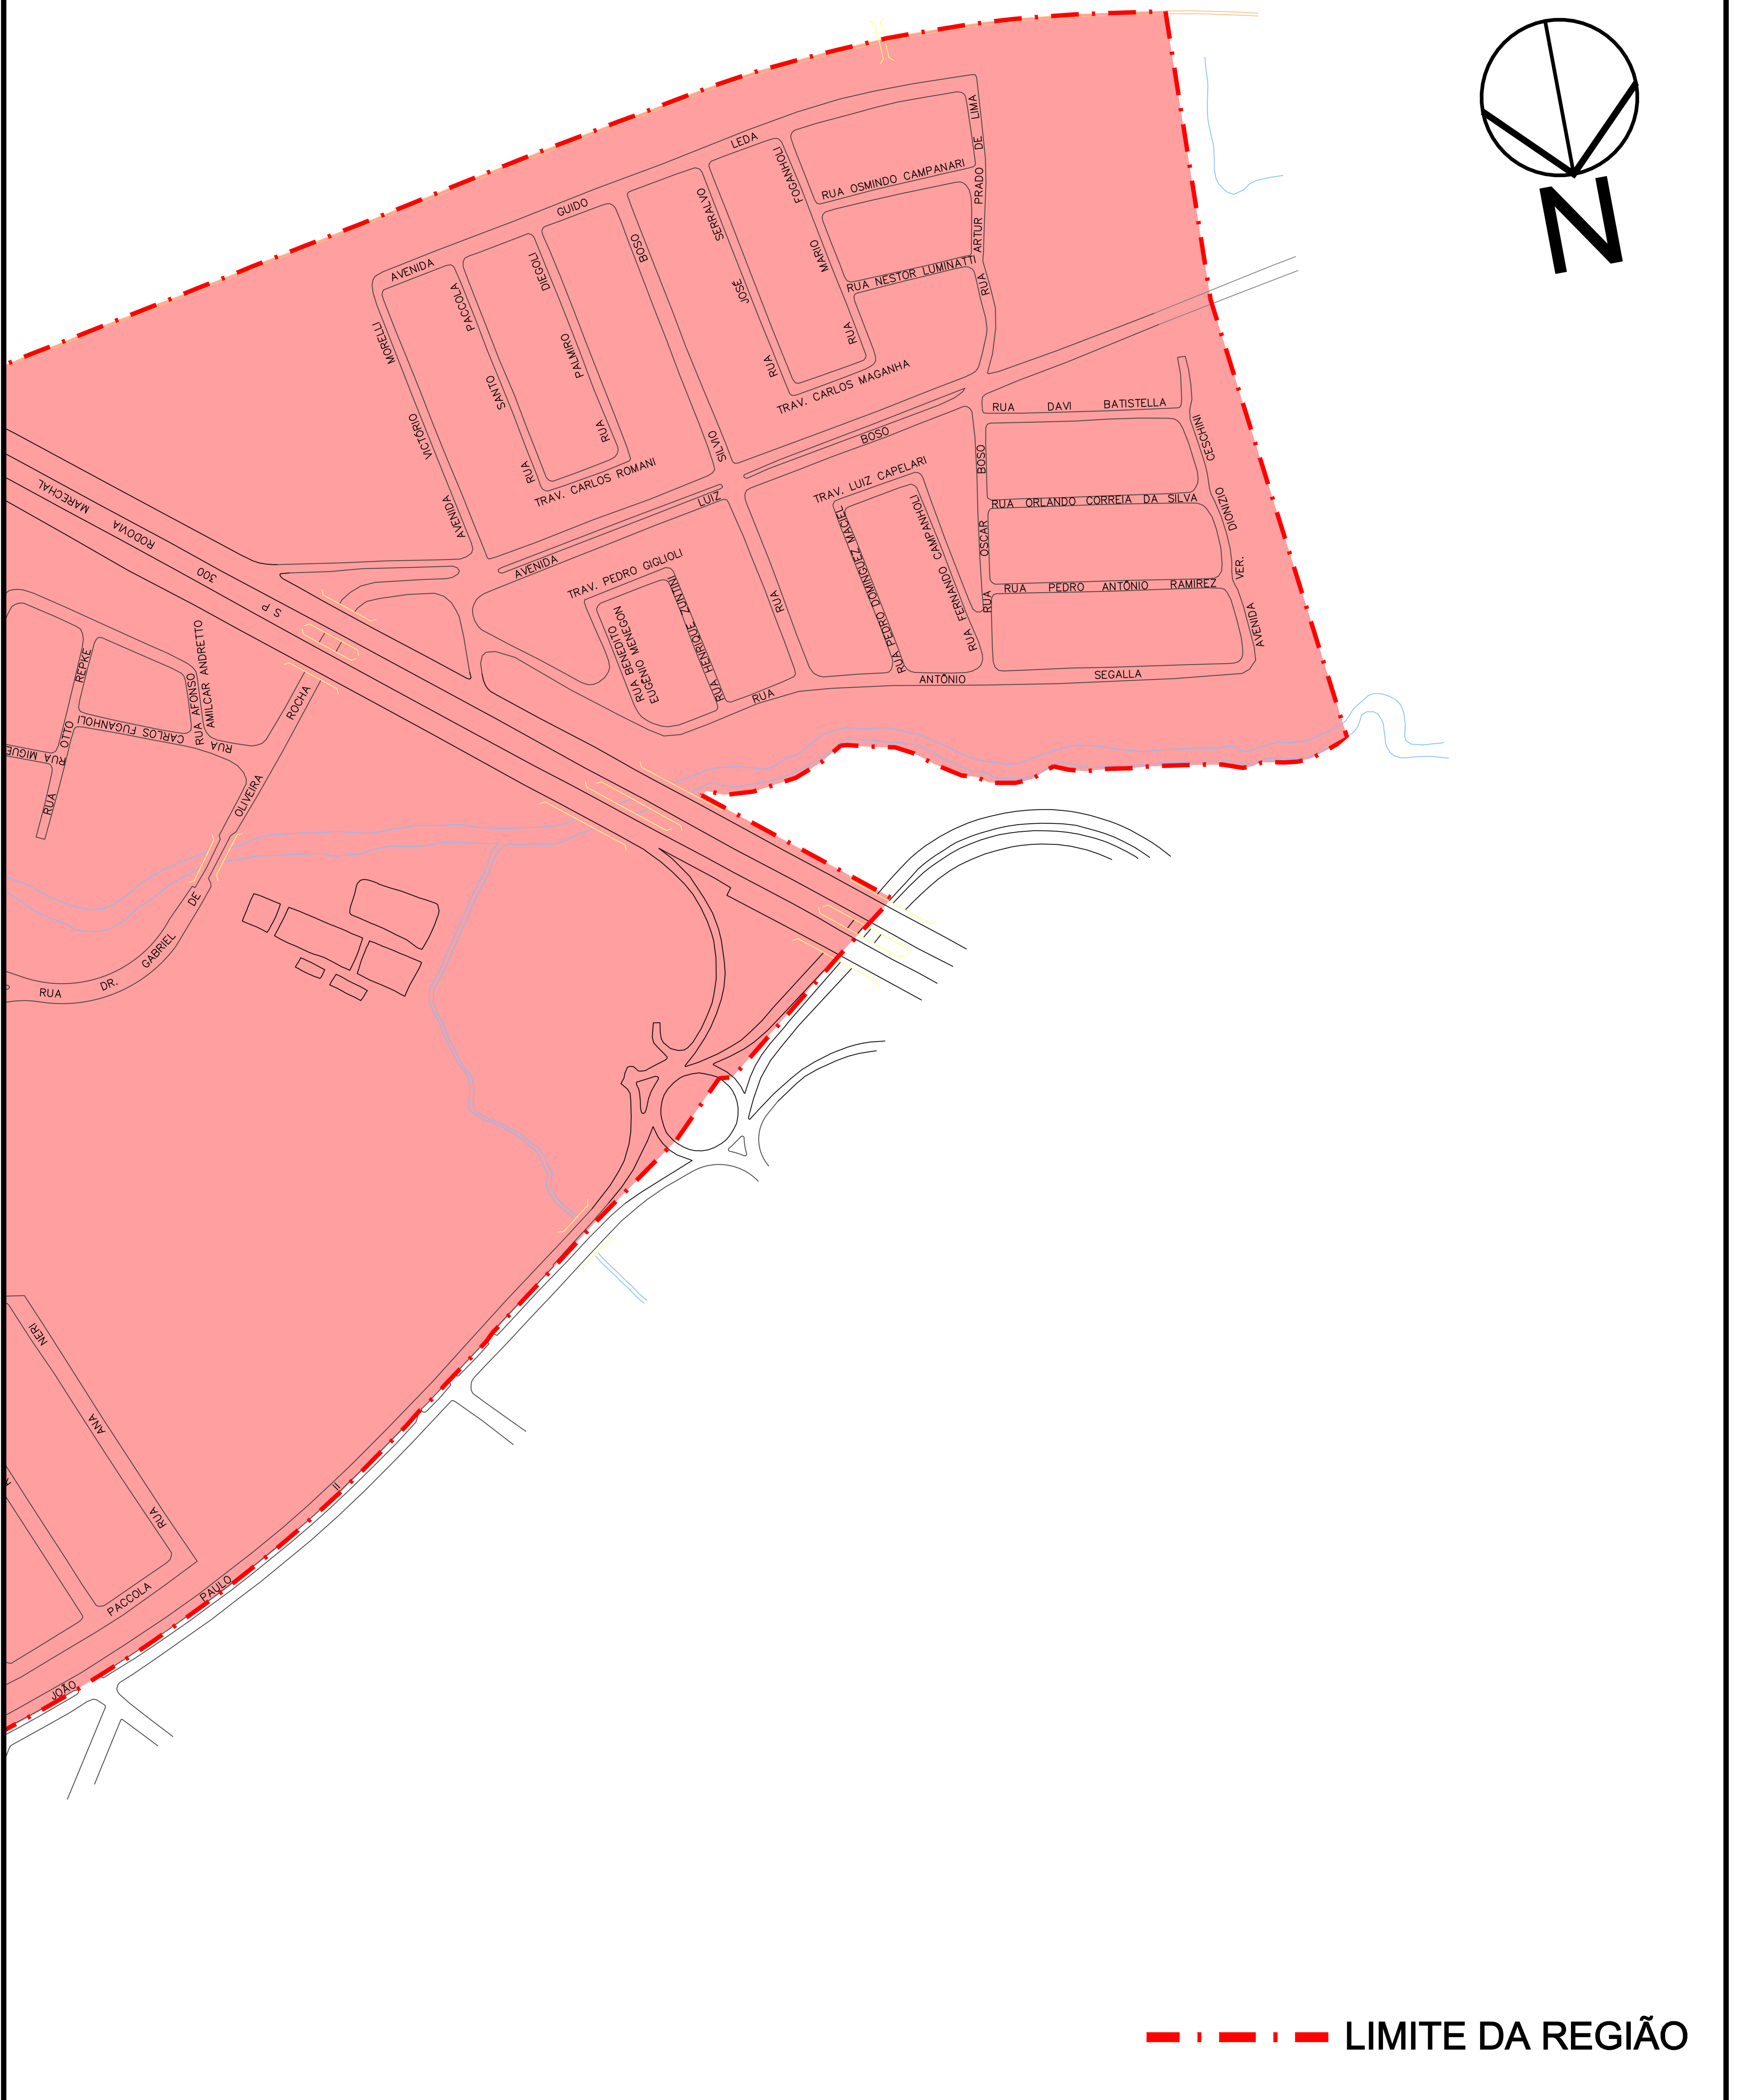 N
AVENIDA GUIDO LEDA
RUA ARTUR PRADO DE LIMA
RUA OSMINDO CAMPANARI
RUA NESTOR LUMINATTI
RUA MARIO FOGANHOLI
RUA JOSÉ SERRALVO
TRAV. CARLOS MAGANHA
SILVIO BOSO
RUA
RUA PALMIRO DIEGOLI
RUA SANTO PACCOLA
TRAV. CARLOS ROMANI
AVENIDA VICTÓRIO MORELLI
AVENIDA LUIZ BOSO
RUA DAVI BATISTELLA
RUA ORLANDO CORREIA DA SILVA
RUA PEDRO ANTÔNIO RAMIREZ
AVENIDA VER. DIONIZIO CESCHINI
RUA OSCAR BOSO
TRAV. LUIZ CAPELARI
RUA PEDRO DOMINGUEZ MACIEL
RUA FERNANDO CAMPANHOLI
TRAV. PEDRO GIGLIOLI
RUA BENEDITO
EUGÊNIO MENEGON
RUA HENRIQUE ZUNTINI
RUA ANTÔNIO SEGALLA
RODOVIA MARECHAL
S P 300
RUA OTTO REPKE
RUA AFONSO
AMILCAR ANDRETTO
RUA CARLOS FUGANHOLI
RUA MIGUE
RUA DR. GABRIEL DE OLIVEIRA ROCHA
RUA ANA NERI
PACCOLA
JOÃO PAULO II
LIMITE DA REGIÃO